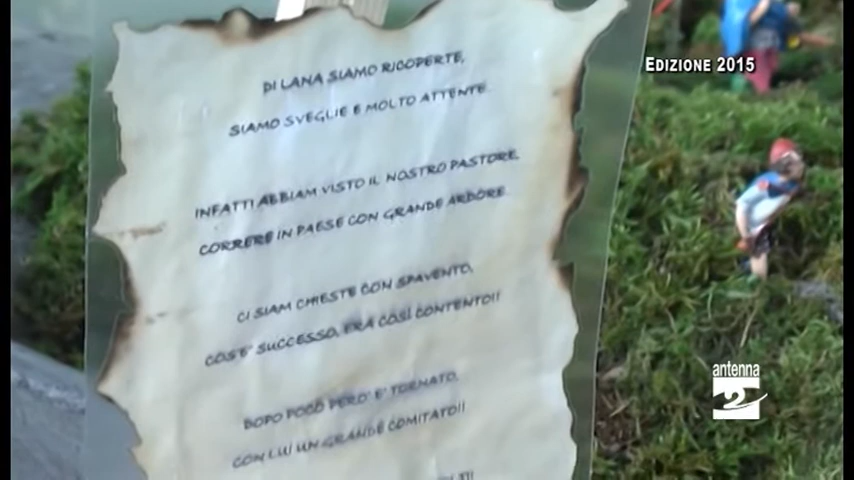 DI LANA SIAMO RICOPERTE,
SIAMO SVEGLIE E MOLTO ATTENTE.
INFATTI ABBIAM VISTO IL NOSTRO PASTORE,
CORRERE IN PAESE CON GRANDE ARDORE.
CI SIAM CHIESTE CON SPAVENTO,
COS'E' SUCCESSO, ERA COSÌ CONTENTO!!
DOPO POCO PERO' E' TORNATO,
CON LUI UN GRANDE COMITATO!!
EDIZIONE 2015
antenna
2